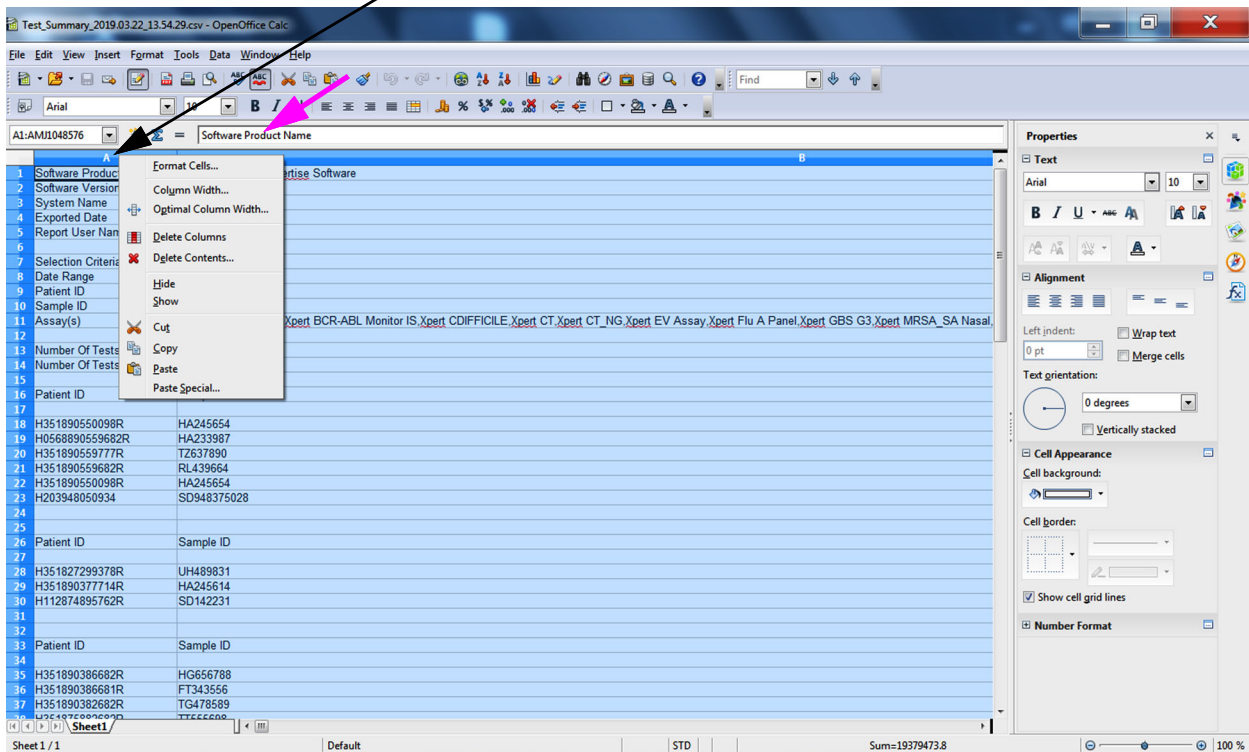 Test_Summary_2019.03.22_13.54.29.csv - OpenOffice Calc
File Edit View Insert Format Tools Data Window Help
Find
Arial
B I
A1:AMJ1048576
Software Product Name
A B
1 Software Product
ertise Software
2 Software Version
3 System Name
4 Exported Date
5 Report User Nam
6
7 Selection Criteria
8 Date Range
9 Patient ID
10 Sample ID
11 Assay(s)
,Xpert BCR-ABL Monitor IS,Xpert CDIFFICILE,Xpert CT,Xpert CT_NG,Xpert EV Assay,Xpert Flu A Panel,Xpert GBS G3,Xpert MRSA_SA Nasal,
12
13 Number Of Tests
14 Number Of Tests
15
16 Patient ID
17
18 H351890550098R HA245654
19 H0568890559682R HA233987
20 H351890559777R TZ637890
21 H351890559682R RL439664
22 H351890550098R HA245654
23 H203948050934 SD948375028
24
25
26 Patient ID Sample ID
27
28 H351827299378R UH489831
29 H351890377714R HA245614
30 H112874895762R SD142231
31
32
33 Patient ID Sample ID
34
35 H351890386682R HG656788
36 H351890386681R FT343556
37 H351890382682R TG478589
Format Cells...
Column Width...
Optimal Column Width...
Delete Columns
Delete Contents...
Hide
Show
Cut
Copy
Paste
Paste Special...
Properties
Text
Arial 10
B I U
Alignment
Left indent:
0 pt
Wrap text
Merge cells
Text orientation:
0 degrees
Vertically stacked
Cell Appearance
Cell background:
Cell border:
Show cell grid lines
Number Format
Sheet1
Sheet 1 / 1 Default STD Sum=19379473.8 100 %